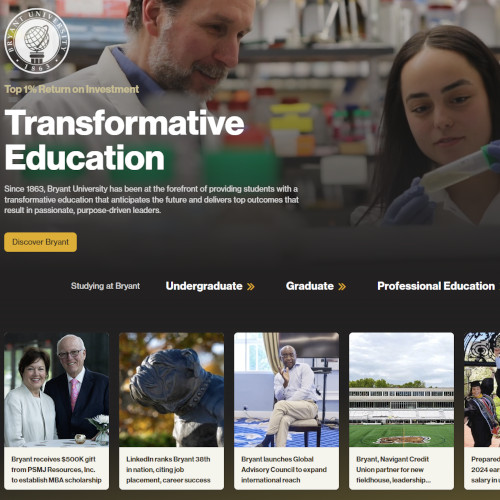 BRYANT UNIVERSITY
1863
Top 1% Return on Investment
Transformative
Education
Since 1863, Bryant University has been at the forefront of providing students with a
transformative education that anticipates the future and delivers top outcomes that
result in passionate, purpose-driven leaders.
Discover Bryant
Studying at Bryant Undergraduate Graduate Professional Education
Bryant receives $500K gift
from PSMJ Resources, Inc.
to establish MBA scholarship
LinkedIn ranks Bryant 38th
in nation, citing job
placement, career success
Bryant launches Global
Advisory Council to expand
international reach
Bryant, Navigant Credit
Union partner for new
fieldhouse, leadership...
Prepared
2024 ear
salary in